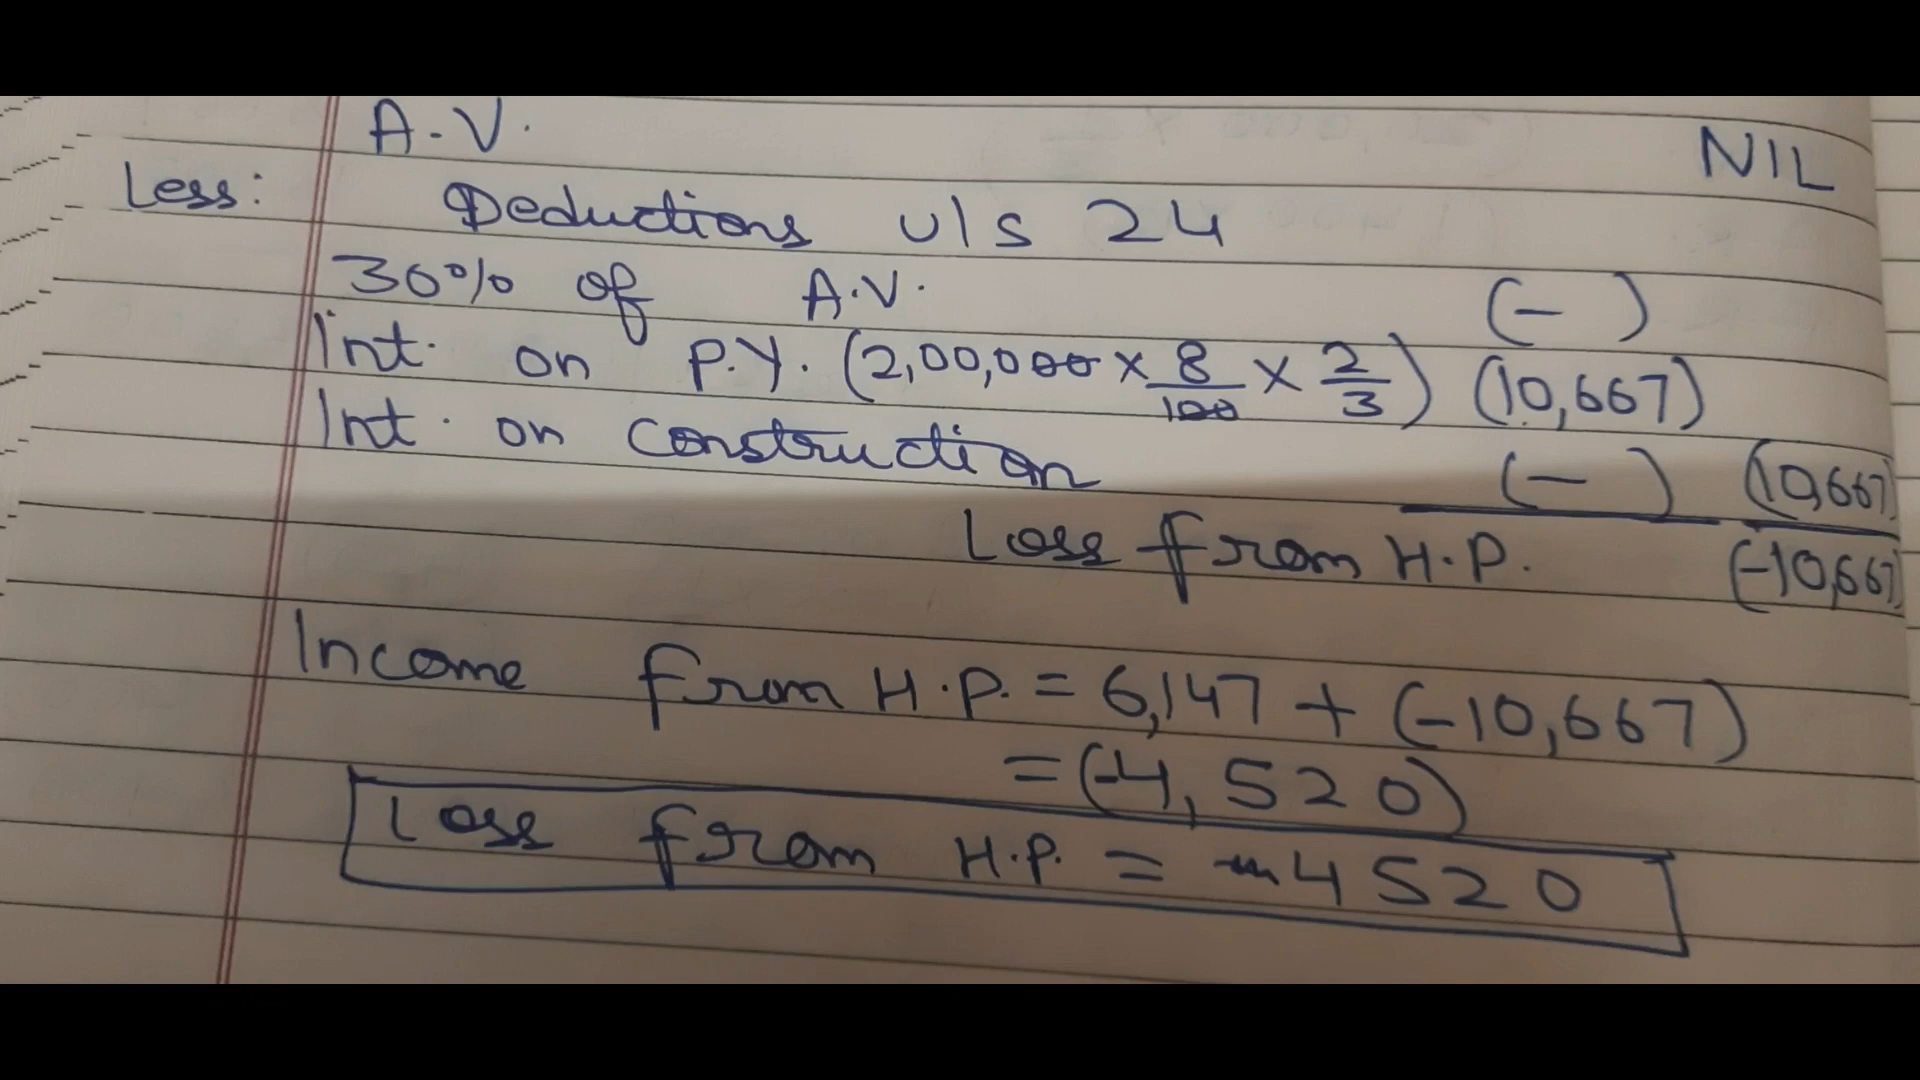 A.V. NIL
Less: Deductions u/s 24
30% of A.V. (-)
Int. on P.Y. (2,00,000 × 8/100 × 2/3) (10,667)
Int. on Construction (-) (10,667)
Loss from H.P. (-10,667)
Income from H.P. = 6,147 + (-10,667)
= (-4,520)
Loss from H.P. = 4520